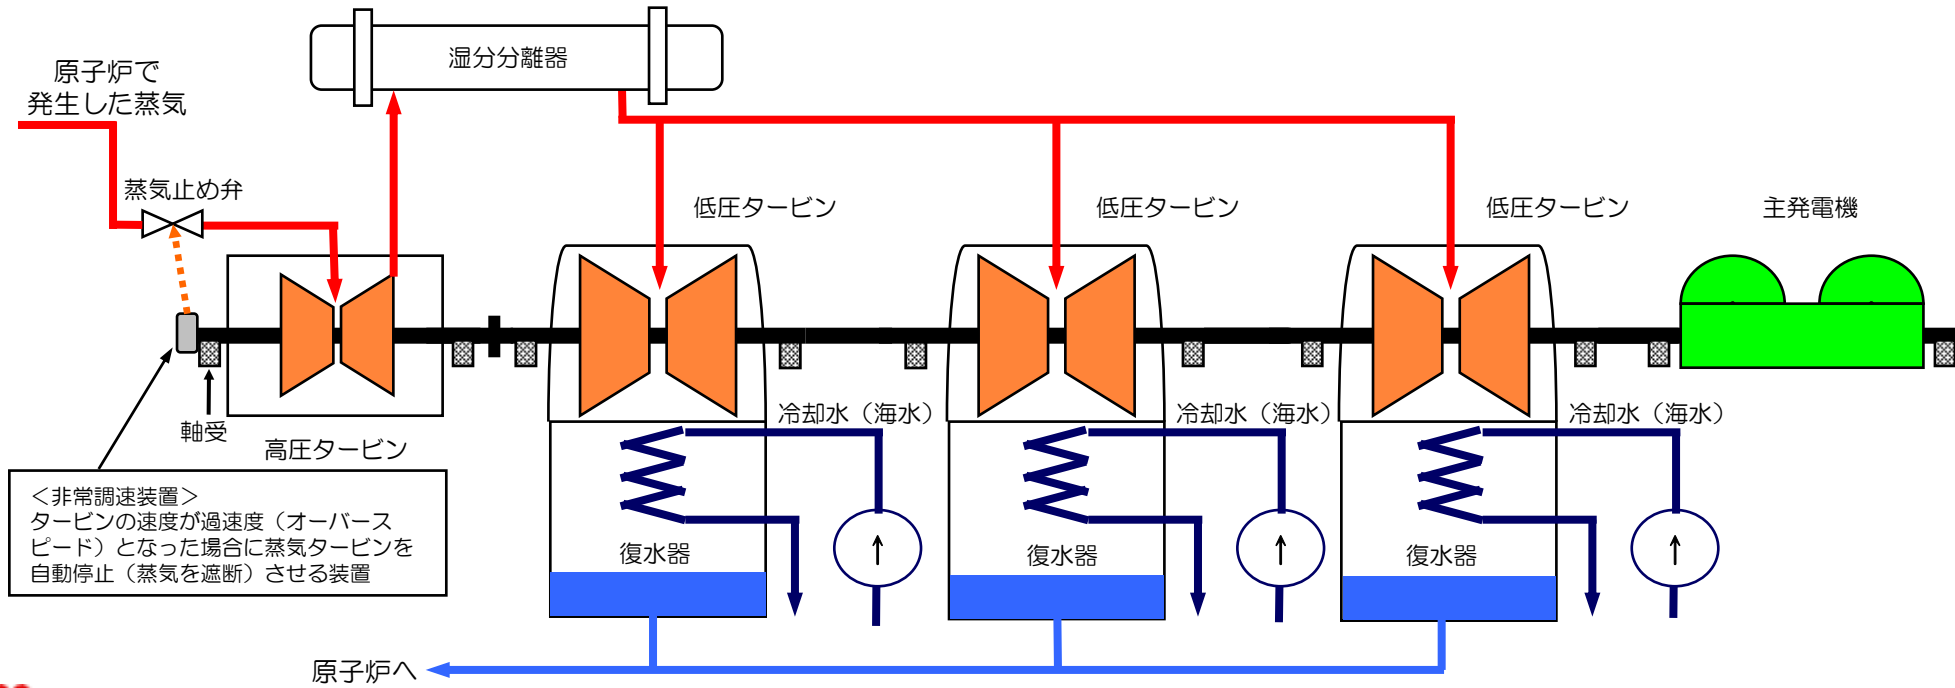 湿分分離器
原子炉で
発生した蒸気
蒸気止め弁
低圧タービン
低圧タービン
低圧タービン
主発電機
軸受
高圧タービン
冷却水（海水）
冷却水（海水）
冷却水（海水）
＜非常調速装置＞
タービンの速度が過速度（オーバース
ピード）となった場合に蒸気タービンを
自動停止（蒸気を遮断）させる装置
復水器
復水器
復水器
原子炉へ